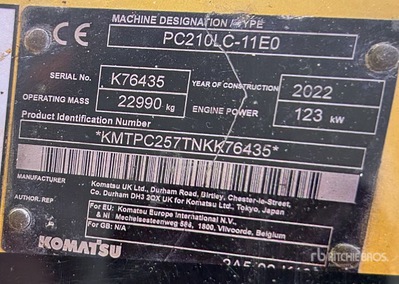 MACHINE DESIGNATION / TYPE
CE PC210LC-11E0
SERIAL No. K76435 YEAR OF CONSTRUCTION 2022
OPERATING MASS 22990 kg ENGINE POWER 123 kW
Product Identification Number
*KMTPC257TNKK76435*
MANUFACTURER Komatsu UK Ltd., Durham Road, Birtley, Chester-le-Street
Co. Durham DH3 2QX UK for Komatsu Ltd., Tokyo, Japan
AUTHOR. REP For EU: Komatsu Europe International N.V.,
& NI Mechelsesteenweg 586, 1800, Vilvoorde, Belgium
For GB: N/A
KOMATSU
rb RITCHIE BROS.